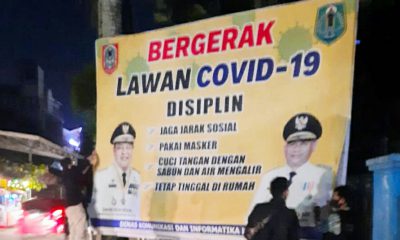 BERGERAK
LAWAN COVID-19
DISIPLIN
JAGA JARAK SOSIAL
PAKAI MASKER
CUCI TANGAN DENGAN
SABUN DAN AIR MENGALIR
TETAP TINGGAL DI RUMAH
DINAS KOMUNIKASI DAN INFORMATIKA